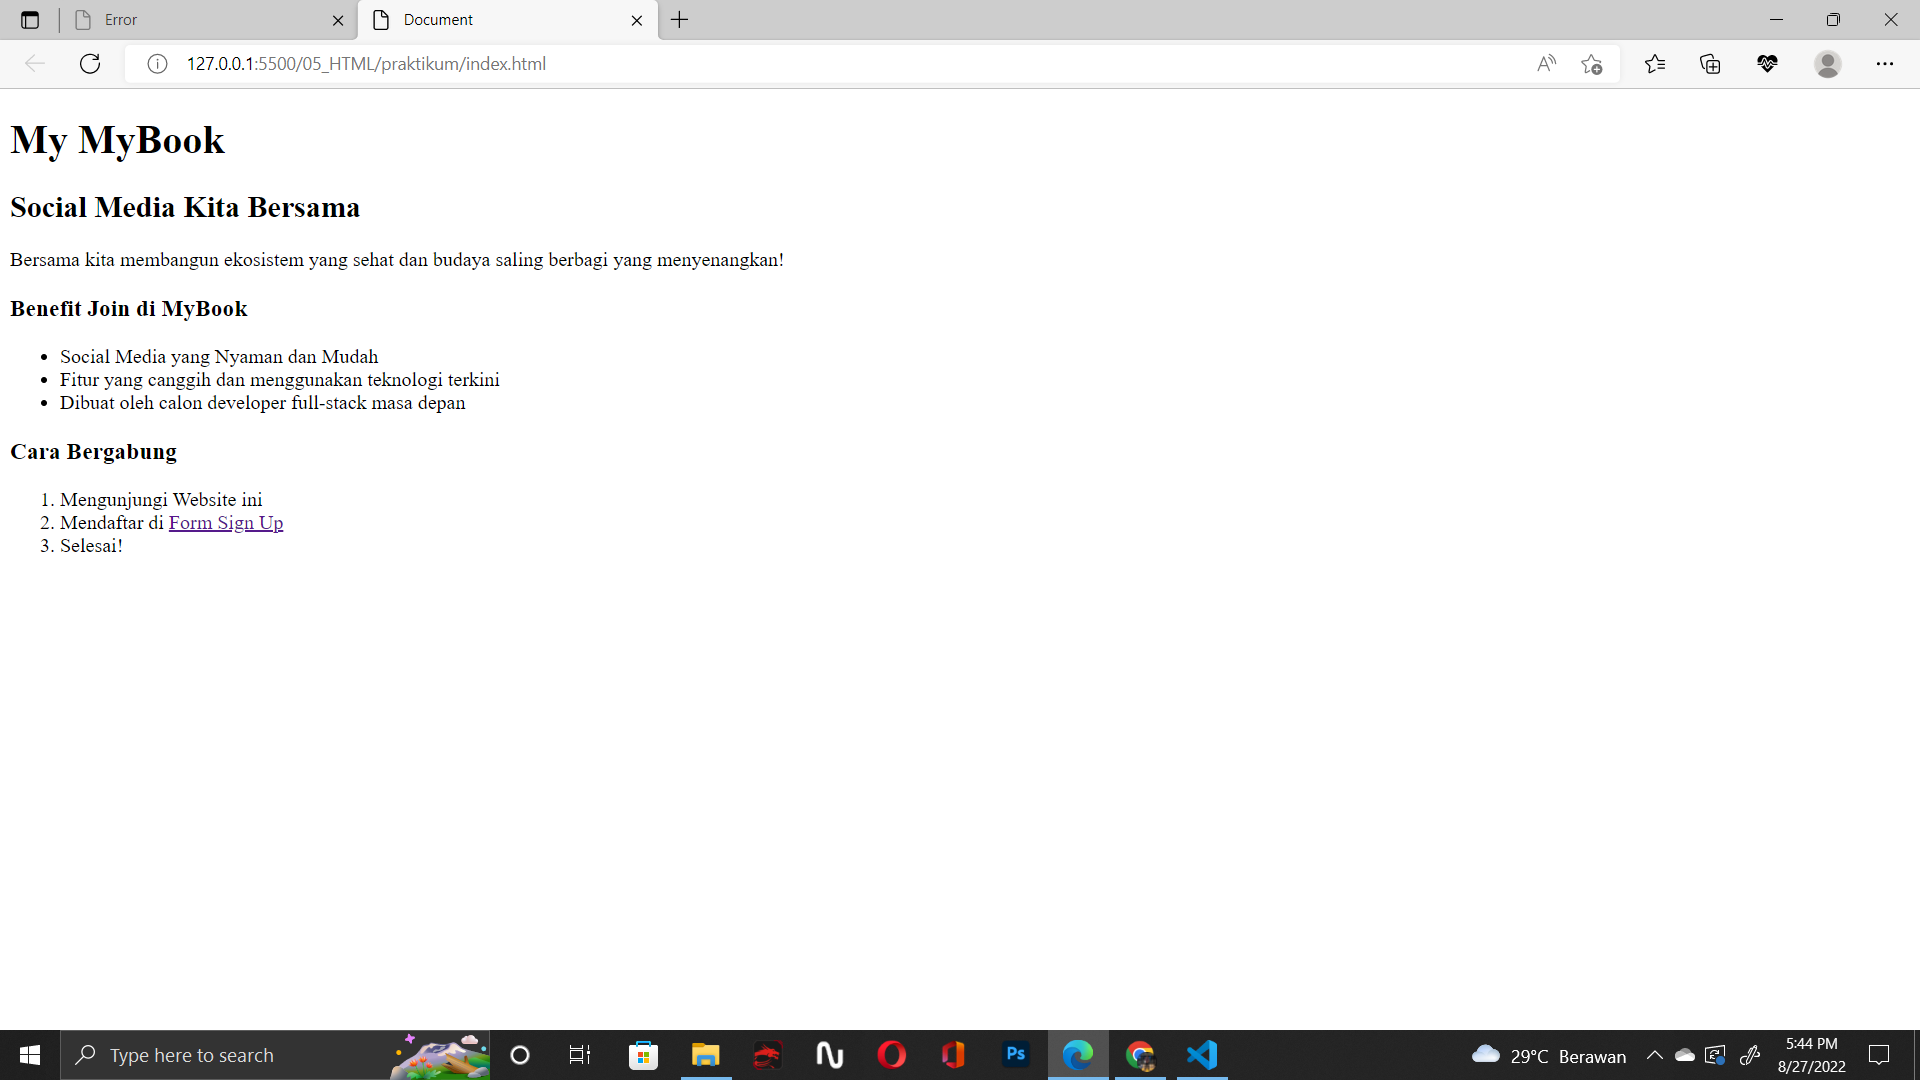 Error
Document
127.0.0.1:5500/05_HTML/praktikum/index.html
My MyBook
Social Media Kita Bersama
Bersama kita membangun ekosistem yang sehat dan budaya saling berbagi yang menyenangkan!
Benefit Join di MyBook
• Social Media yang Nyaman dan Mudah
• Fitur yang canggih dan menggunakan teknologi terkini
• Dibuat oleh calon developer full-stack masa depan
Cara Bergabung
1. Mengunjungi Website ini
2. Mendaftar di Form Sign Up
3. Selesai!
Type here to search
Ps
29°C Berawan
5:44 PM
8/27/2022